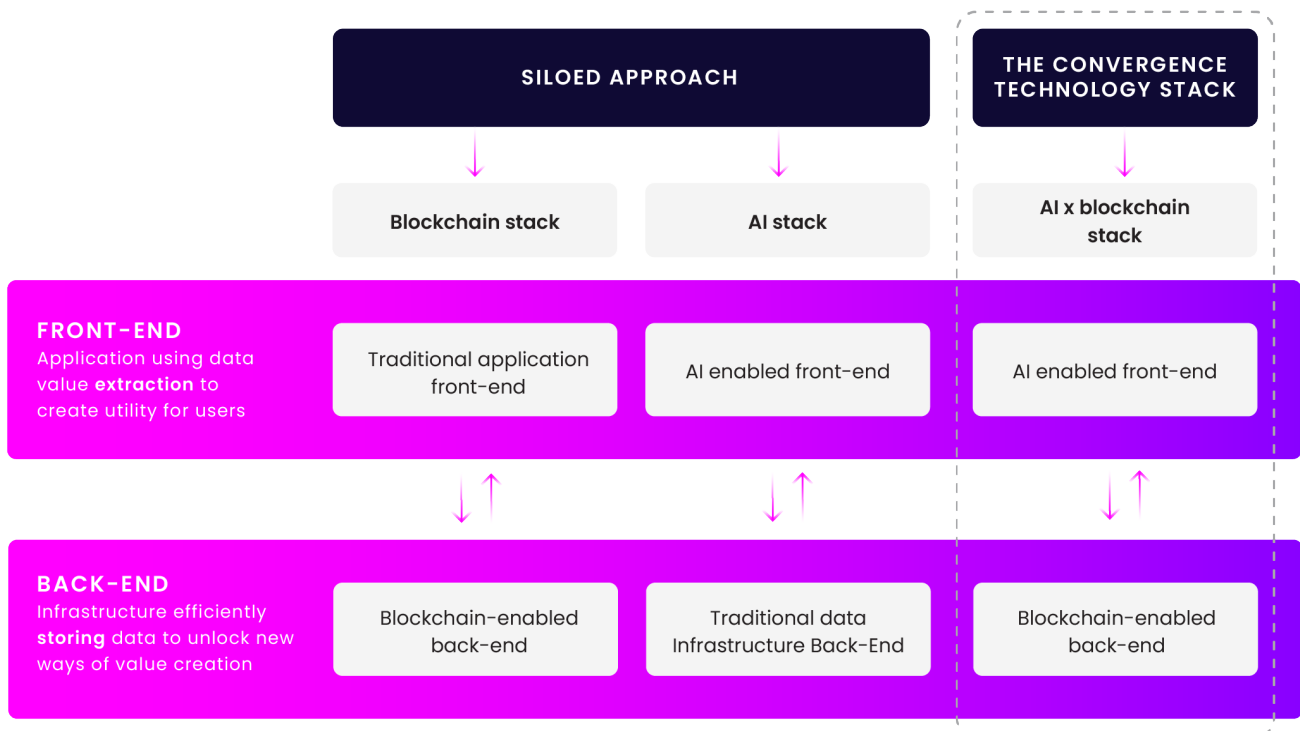 SILOED APPROACH
THE CONVERGENCE
TECHNOLOGY STACK
Blockchain stack
AI stack
AI x blockchain
stack
FRONT-END
Application using data
value extraction to
create utility for users
Traditional application
front-end
AI enabled front-end
AI enabled front-end
BACK-END
Infrastructure efficiently
storing data to unlock new
ways of value creation
Blockchain-enabled
back-end
Traditional data
Infrastructure Back-End
Blockchain-enabled
back-end